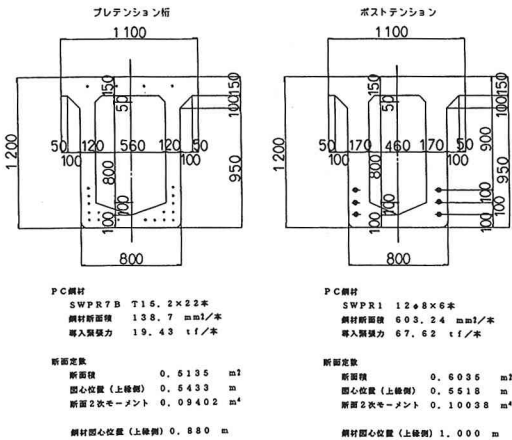 プレテンション桁
1100
150
50
150
100
1200
50
120
560
120
50
100
100
800
950
100
100
800
PC鋼材
SWPR7B T15.2×22本
鋼材断面積 138.7 mm²/本
導入緊張力 19.43 tf/本
断面定数
断面積 0.5135 m²
図心位置(上縁側) 0.5433 m
断面2次モーメント 0.09402 m⁴
鋼材図心位置(上縁側) 0.880 m
ポストテンション
1100
150
50
150
100
1200
50
170
460
170
50
100
100
900
800
950
100
100
100
100
100
800
PC鋼材
SWPR1 12φ8×6本
鋼材断面積 603.24 mm²/本
導入緊張力 67.62 tf/本
断面定数
断面積 0.6035 m²
図心位置(上縁側) 0.5518 m
断面2次モーメント 0.10038 m⁴
鋼材図心位置(上縁側) 1.000 m